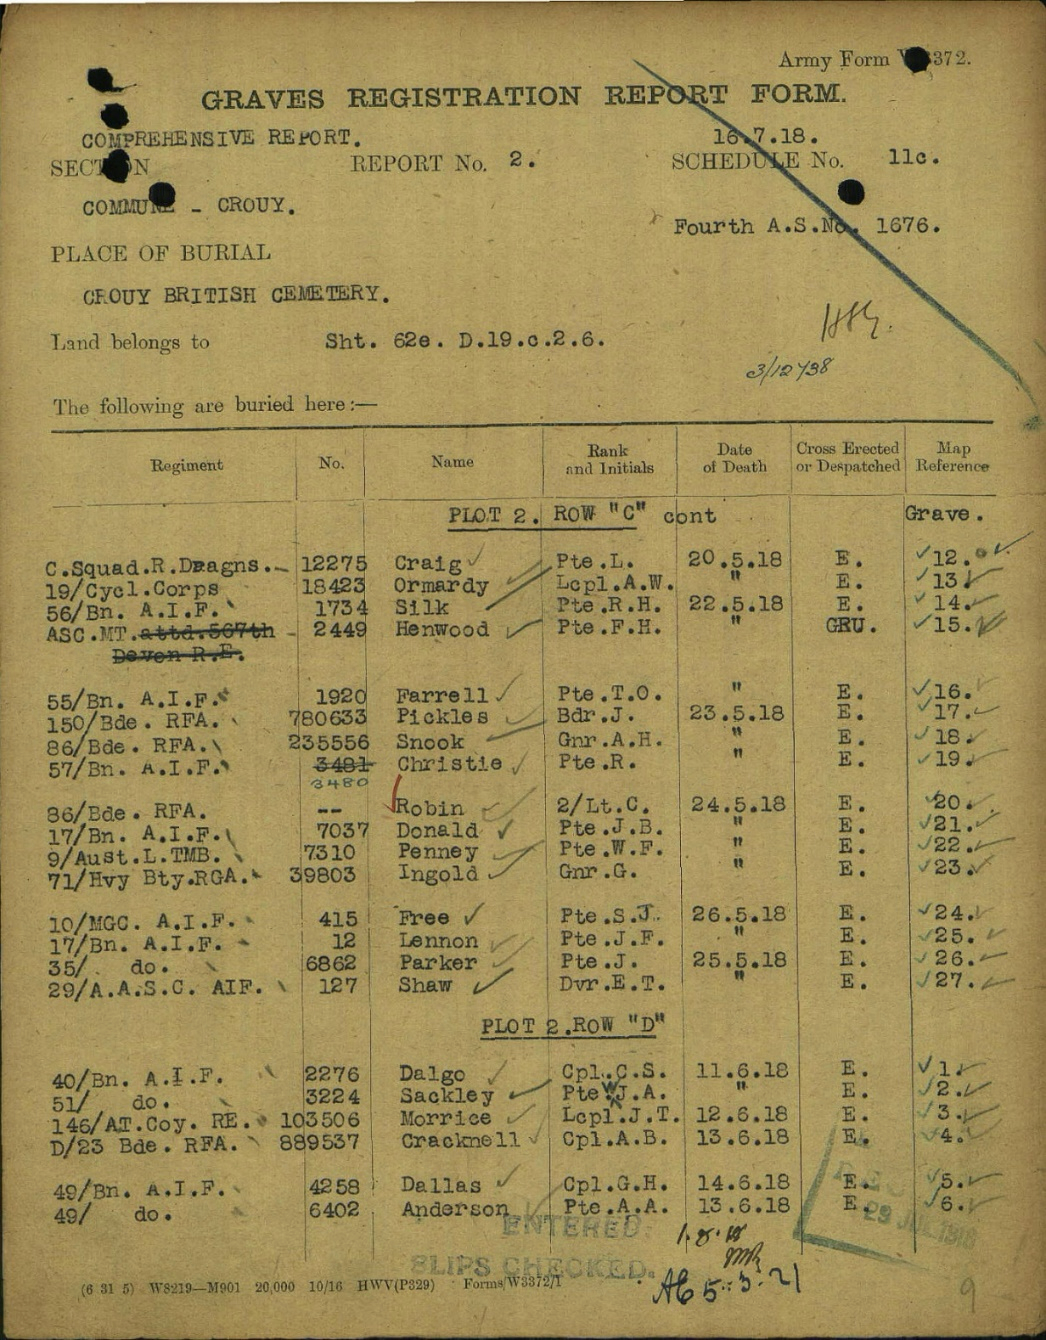 Army Form W3372.
GRAVES REGISTRATION REPORT FORM.
COMPREHENSIVE REPORT. 16.7.18.
SECTION REPORT No. 2. SCHEDULE No. 11c.
COMMUNE - CROUY.
Fourth A.S.No. 1676.
PLACE OF BURIAL
CROUY BRITISH CEMETERY.
Land belongs to Sht. 62e. D.19.c.2.6.
3/12738
The following are buried here:—
Regiment No. Name Rank and Initials Date of Death Cross Erected or Despatched Map Reference
PLOT 2. ROW "C" cont Grave.
C.Squad.R.Dragns. 12275 Craig Pte.L. 20.5.18 E. 12.
19/Cycl.Corps 18423 Ormardy Lcpl.A.W. " E. 13.
56/Bn. A.I.F. 1734 Silk Pte.R.H. 22.5.18 E. 14.
ASC.MT. attd.567th 2449 Henwood Pte.F.H. " GRU. 15.
Devon R.E.
55/Bn. A.I.F. 1920 Farrell Pte.T.O. " E. 16.
150/Bde. RFA. 780633 Pickles Bdr.J. 23.5.18 E. 17.
86/Bde. RFA. 235556 Snook Gnr.A.H. " E. 18.
57/Bn. A.I.F. 3481 Christie Pte.R. " E. 19.
3480
86/Bde. RFA. -- Robin 2/Lt.C. 24.5.18 E. 20.
17/Bn. A.I.F. 7037 Donald Pte.J.B. " E. 21.
9/Aust.L.TMB. 7310 Penney Pte.W.F. " E. 22.
71/Hvy Bty.RGA. 39803 Ingold Gnr.G. " E. 23.
10/MGC. A.I.F. 415 Free Pte.S.J. 26.5.18 E. 24.
17/Bn. A.I.F. 12 Lennon Pte.J.F. " E. 25.
35/ do. 6862 Parker Pte.J. 25.5.18 E. 26.
29/A.A.S.C. AIF. 127 Shaw Dvr.E.T. " E. 27.
PLOT 2.ROW "D"
40/Bn. A.I.F. 2276 Dalgo Cpl.C.S. 11.6.18 E. 1.
51/ do. 3224 Sackley Pte W.J.A. " E. 2.
146/AT.Coy. RE. 103506 Morrice Lcpl.J.T. 12.6.18 E. 3.
D/23 Bde. RFA. 889537 Cracknell Cpl.A.B. 13.6.18 E. 4.
49/Bn. A.I.F. 4258 Dallas Cpl.G.H. 14.6.18 E. 5.
49/ do. 6402 Anderson Pte.A.A. 13.6.18 E. 6.
29 JUL 1918
ENTERED.
1.8.18
SLIPS CHECKED.
AC 5.3.21
(6 31 5) W8219—M901 20,000 10/16 HWV(P329) Forms/W3372/1
9